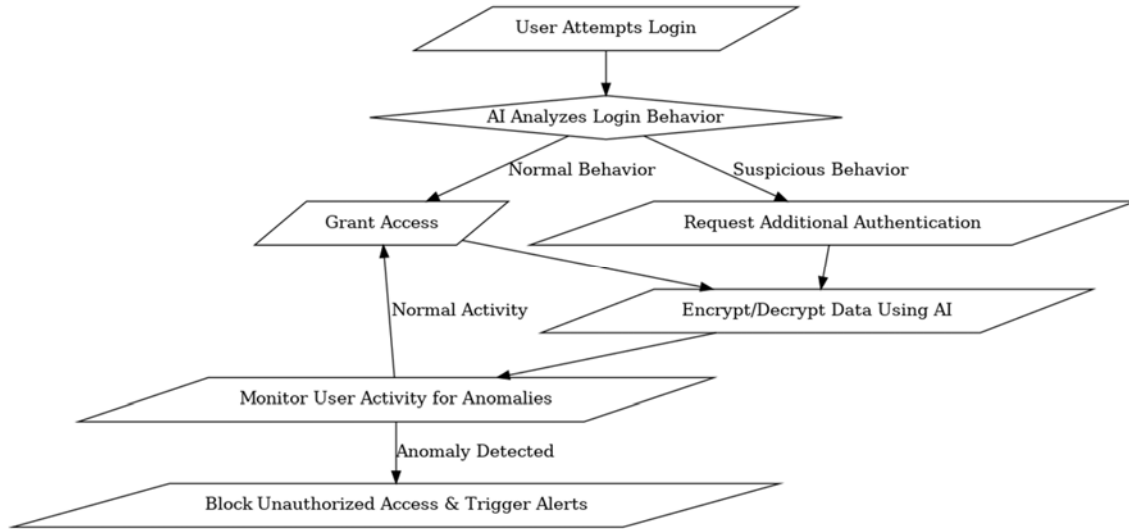 User Attempts Login
AI Analyzes Login Behavior
Normal Behavior
Suspicious Behavior
Grant Access
Request Additional Authentication
Normal Activity
Encrypt/Decrypt Data Using AI
Monitor User Activity for Anomalies
Anomaly Detected
Block Unauthorized Access & Trigger Alerts